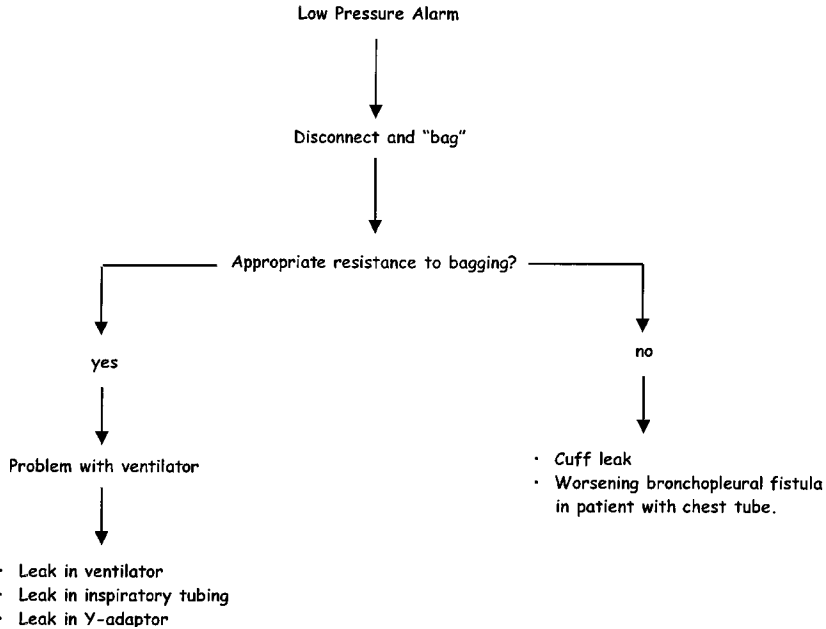 Low Pressure Alarm
Disconnect and "bag"
Appropriate resistance to bagging?
yes
no
Problem with ventilator
· Cuff leak
· Worsening bronchopleural fistula
in patient with chest tube.
· Leak in ventilator
· Leak in inspiratory tubing
· Leak in Y-adaptor